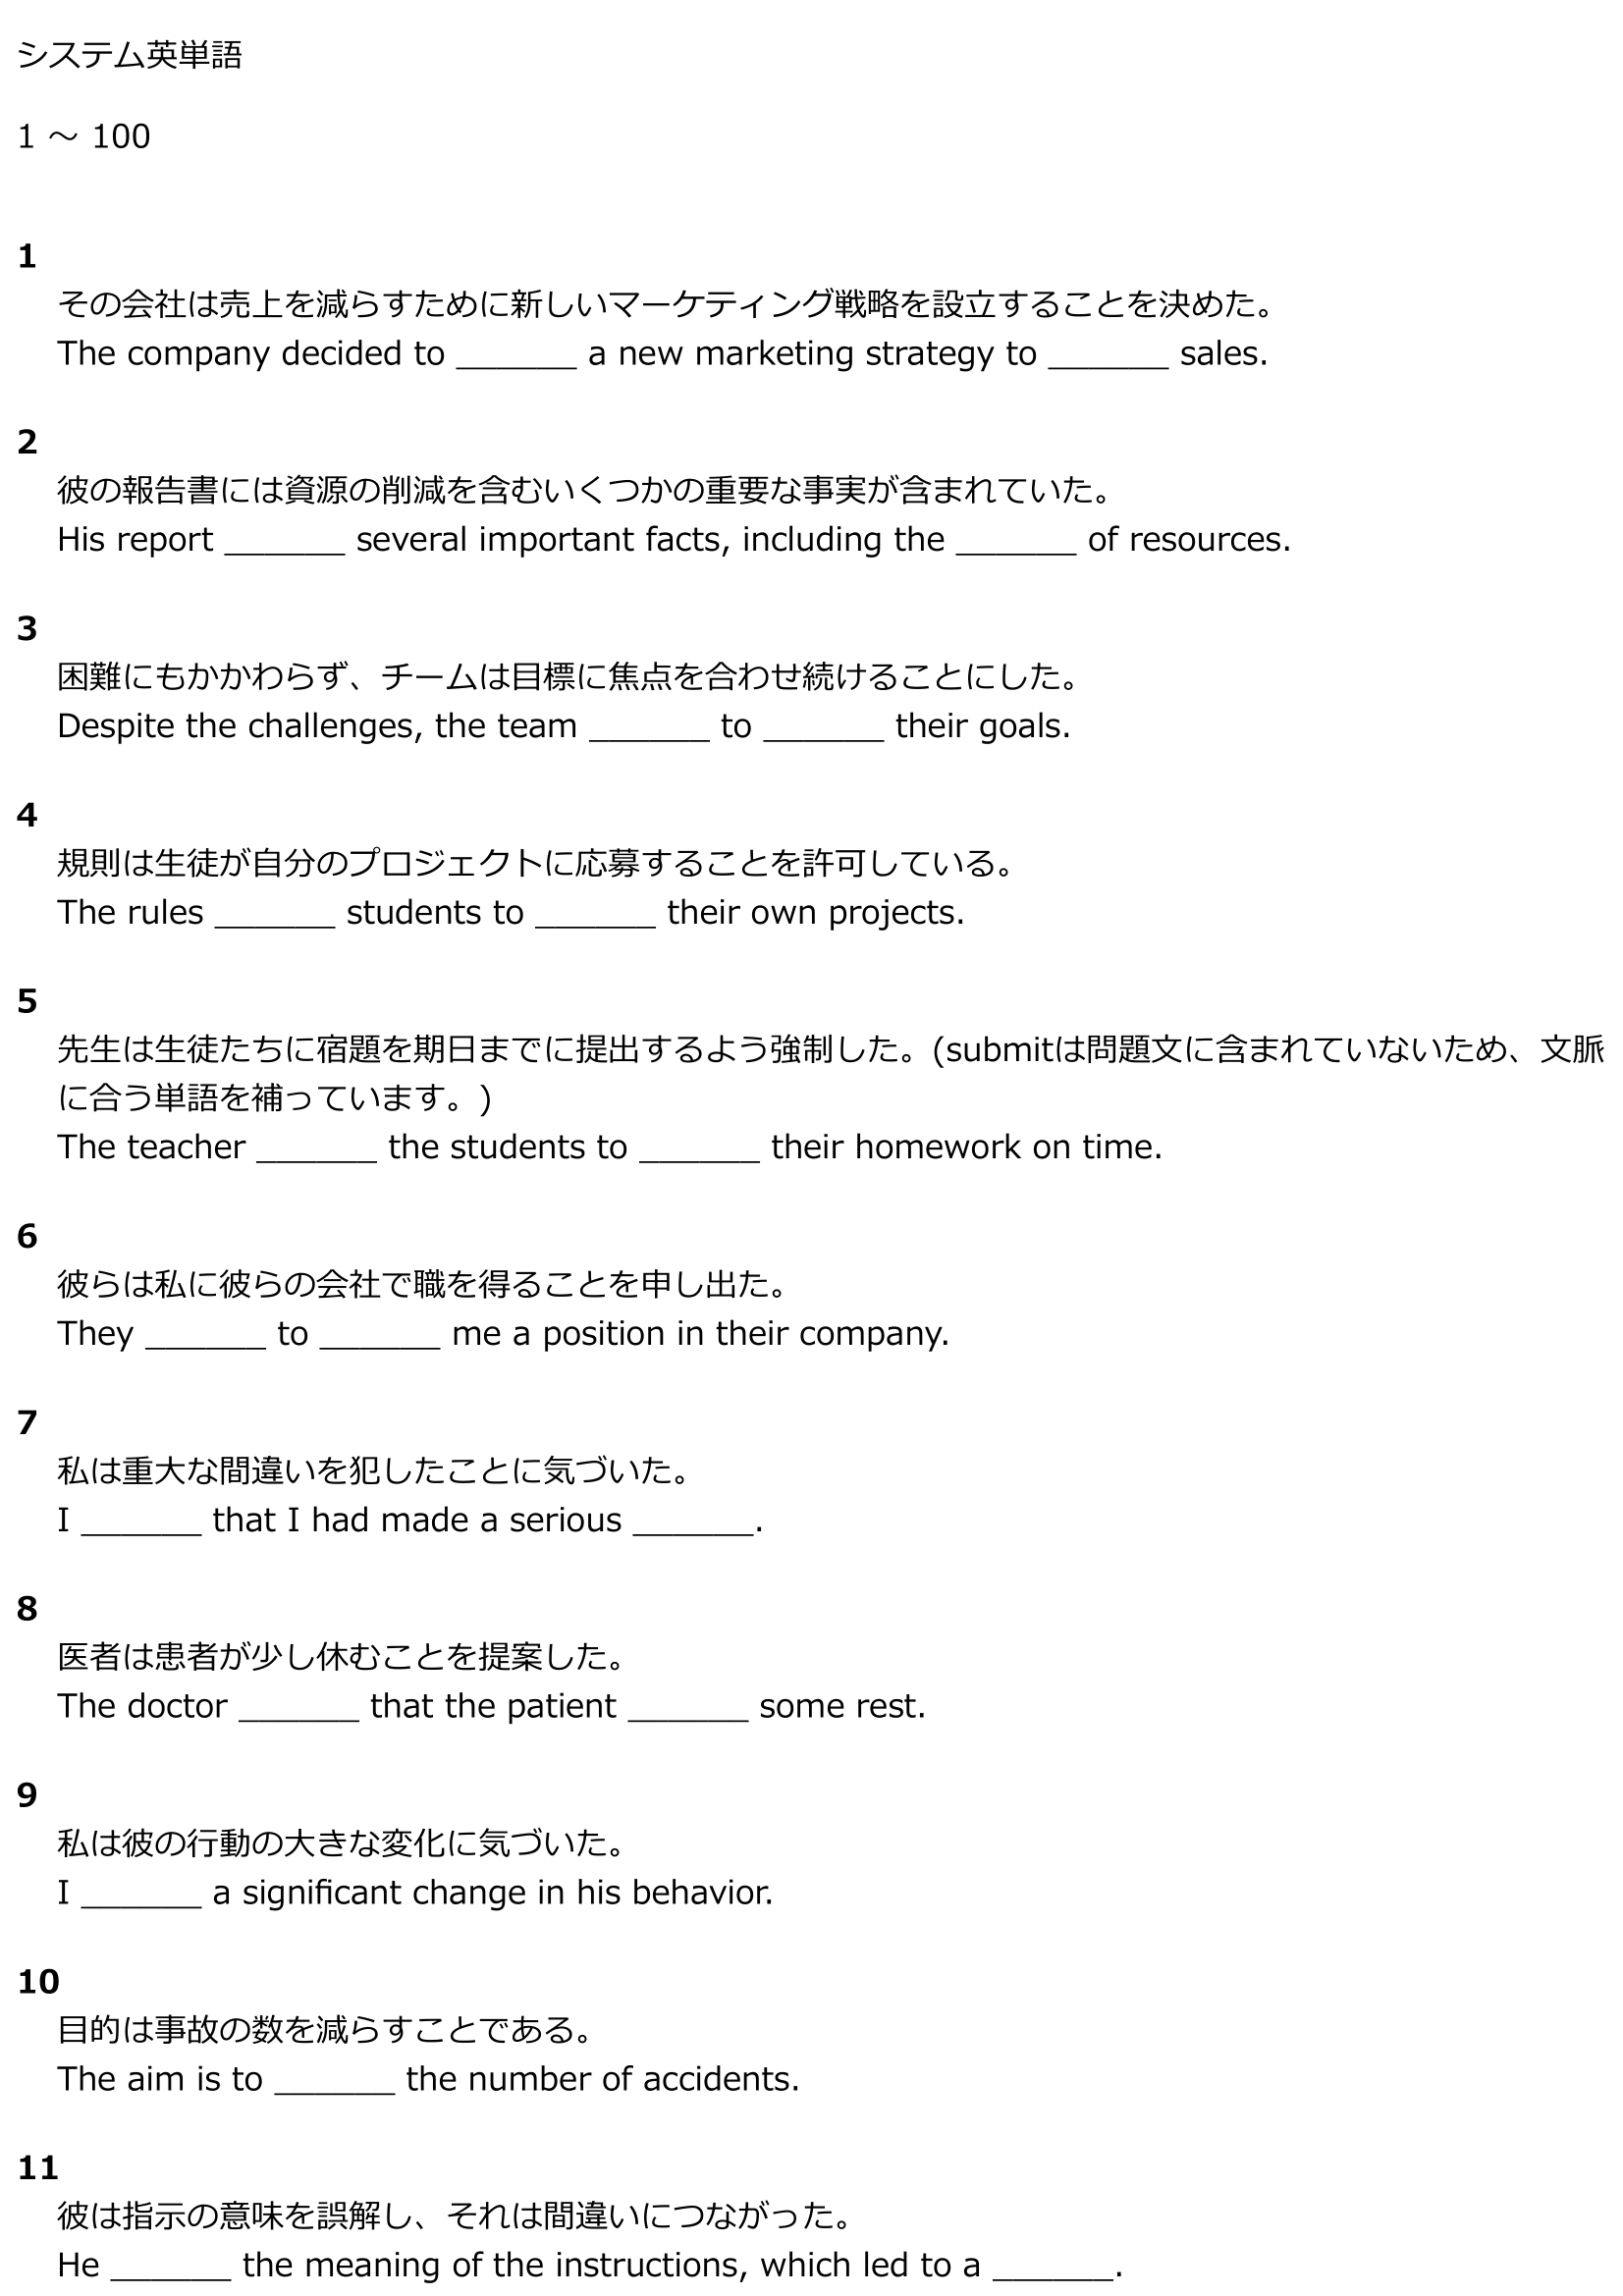 システム英単語
1 ～ 100
1
その会社は売上を減らすために新しいマーケティング戦略を設立することを決めた。
The company decided to _______ a new marketing strategy to _______ sales.
2
彼の報告書には資源の削減を含むいくつかの重要な事実が含まれていた。
His report _______ several important facts, including the _______ of resources.
3
困難にもかかわらず、チームは目標に焦点を合わせ続けることにした。
Despite the challenges, the team _______ to _______ their goals.
4
規則は生徒が自分のプロジェクトに応募することを許可している。
The rules _______ students to _______ their own projects.
5
先生は生徒たちに宿題を期日までに提出するよう強制した。(submitは問題文に含まれていないため、文脈
に合う単語を補っています。)
The teacher _______ the students to _______ their homework on time.
6
彼らは私に彼らの会社で職を得ることを申し出た。
They _______ to _______ me a position in their company.
7
私は重大な間違いを犯したことに気づいた。
I _______ that I had made a serious _______.
8
医者は患者が少し休むことを提案した。
The doctor _______ that the patient _______ some rest.
9
私は彼の行動の大きな変化に気づいた。
I _______ a significant change in his behavior.
10
目的は事故の数を減らすことである。
The aim is to _______ the number of accidents.
11
彼は指示の意味を誤解し、それは間違いにつながった。
He _______ the meaning of the instructions, which led to a _______.